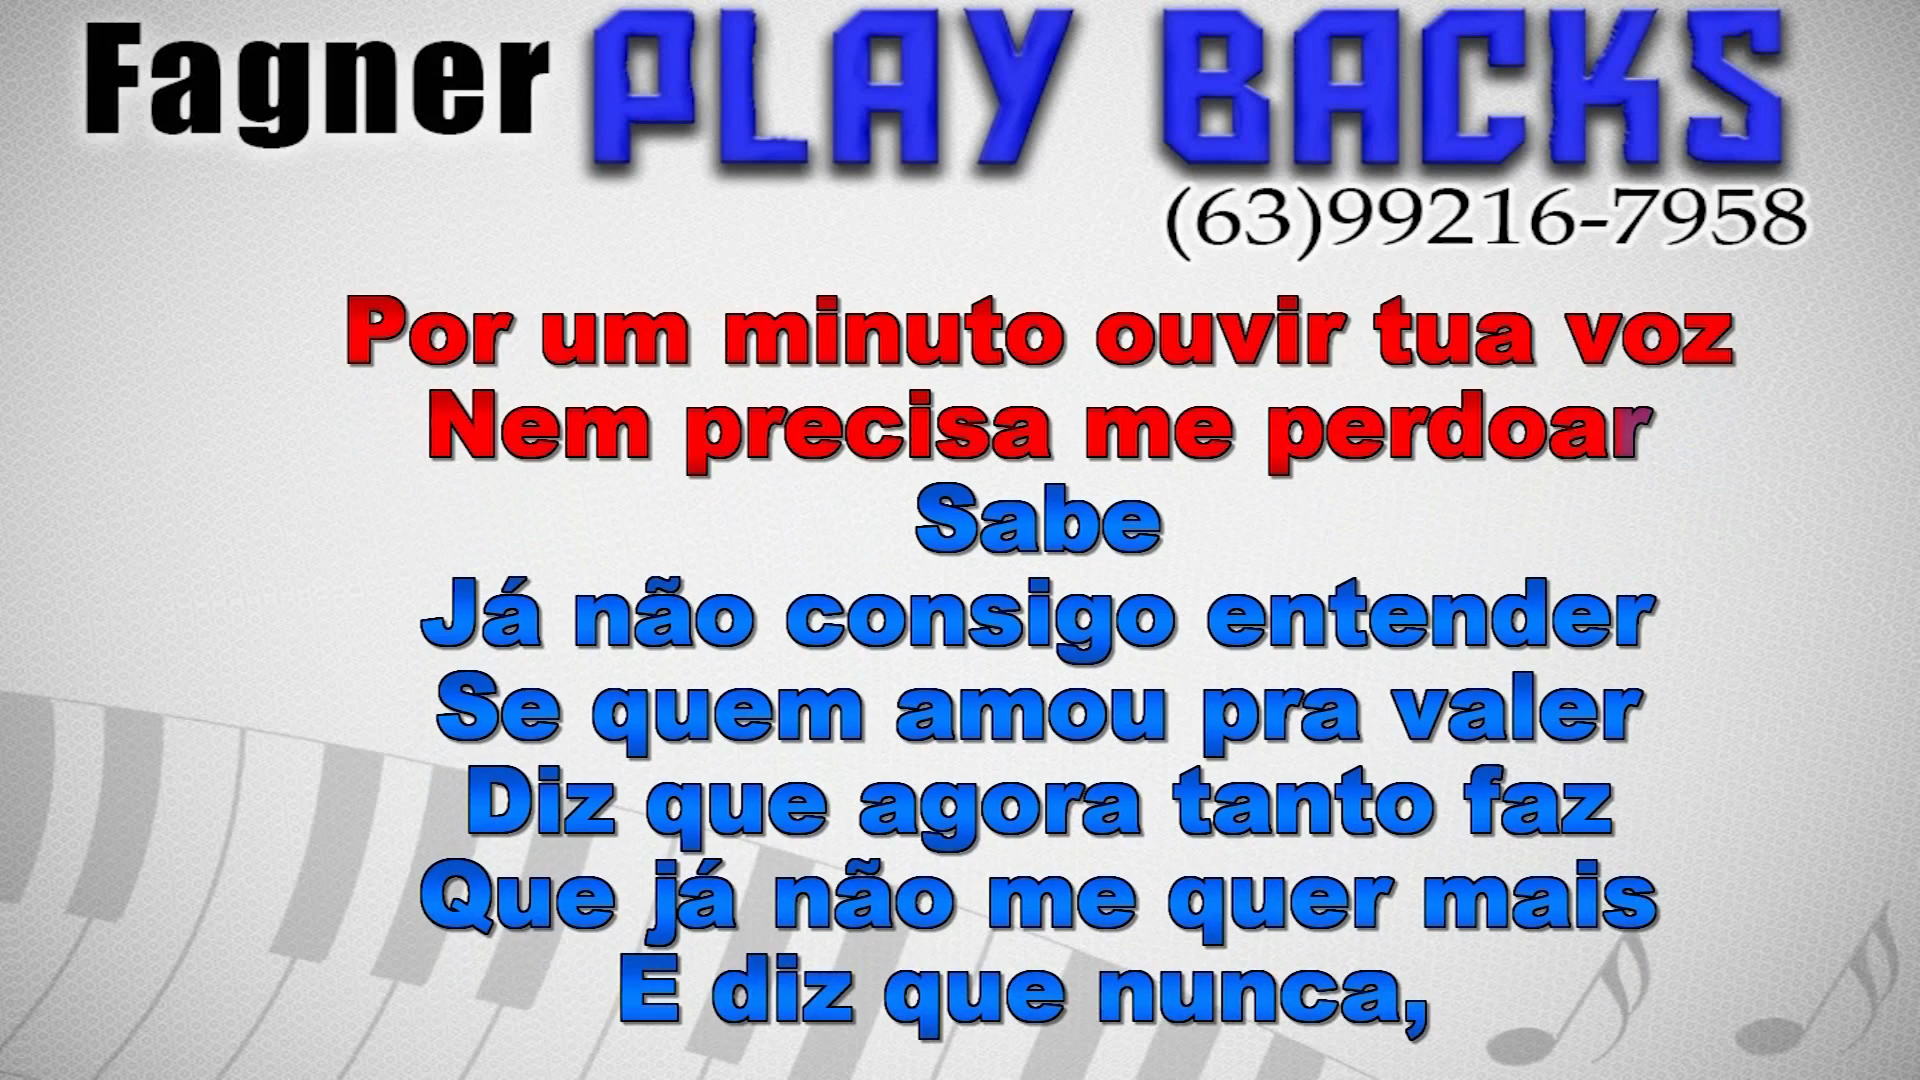 Fagner PLAY BACKS
(63)99216-7958
Por um minuto ouvir tua voz
Nem precisa me perdoar
Sabe
Já não consigo entender
Se quem amou pra valer
Diz que agora tanto faz
Que já não me quer mais
E diz que nunca,